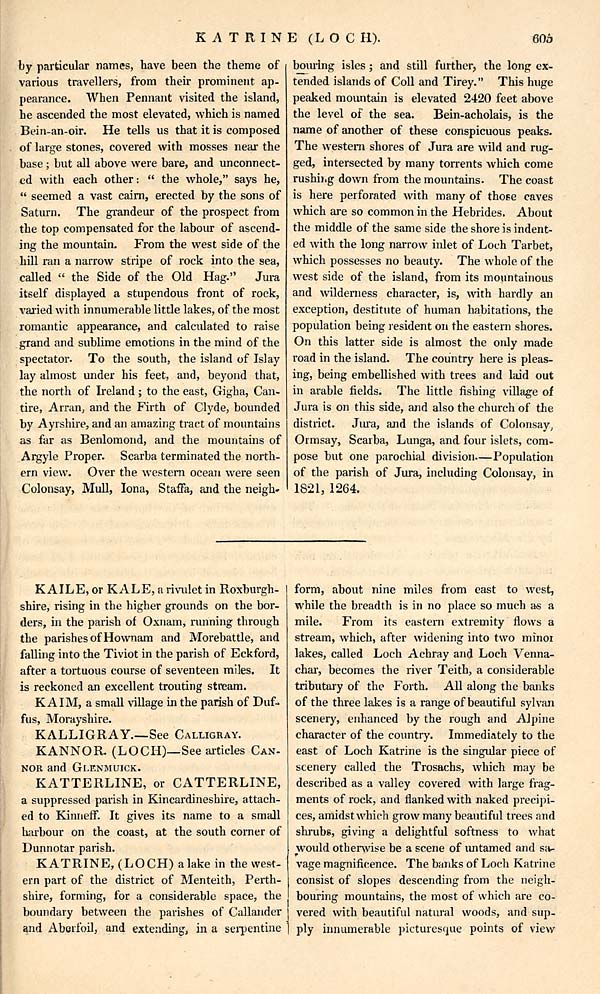 KATRINE (LOCH).
605
by particular names, have been the theme of
various travellers, from their prominent ap-
pearance. When Pennant visited the island,
he ascended the most elevated, which is named
Bein-an-oir. He tells us that it is composed
of large stones, covered with mosses near the
base; but all above were bare, and unconnect-
ed with each other: “ the whole,” says he,
“ seemed a vast cairn, erected by the sons of
Saturn. The grandeur of the prospect from
the top compensated for the labour of ascend-
ing the mountain. From the west side of the
hill ran a narrow stripe of rock into the sea,
called “ the Side of the Old Hag.” Jura
itself displayed a stupendous front of rock,
varied with innumerable little lakes, of the most
romantic appearance, and calculated to raise
grand and sublime emotions in the mind of the
spectator. To the south, the island of Islay
lay almost under his feet, and, beyond that,
the north of Ireland; to the east, Gigha, Can-
tire, Arran, and the Firth of Clyde, bounded
by Ayrshire, and an amazing tract of mountains
as far as Benlomond, and the mountains of
Argyle Proper. Scarba terminated the north-
ern view. Over the western ocean were seen
Colonsay, Mull, Iona, Staffa, and the neigh-
bouring isles; and still further, the long ex-
tended islands of Coll and Tirey.” This huge
peaked mountain is elevated 2420 feet above
the level of the sea. Bein-acholais, is the
name of another of these conspicuous peaks.
The western shores of Jura are wild and rug-
ged, intersected by many torrents which come
rushing down from the mountains. The coast
is here perforated with many of those caves
which are so common in the Hebrides. About
the middle of the same side the shore is indent-
ed with the long narrow inlet of Loch Tarbet,
which possesses no beauty. The whole of the
west side of the island, from its mountainous
and wilderness character, is, with hardly an
exception, destitute of human habitations, the
population being resident on the eastern shores.
On this latter side is almost the only made
road in the island. The country here is pleas-
ing, being embellished with trees and laid out
in arable fields. The little fishing village of
Jura is on this side, and also the church of the
district. Jura, and the islands of Colonsay,
Ormsay, Scarba, Lunga, and four islets, com-
pose but one parochial division.—Population
of the parish of Jura, including Colonsay, in
1821, 1264.
KAILE, or KALE, a rivulet in Roxburgh-
shire, rising in the higher grounds on the bor-
ders, in the parish of Oxnam, running through
the parishes of Hownam and Morebattle, and
falling into the Tiviot in the parish of Eckford,
after a tortuous course of seventeen miles. It
is reckoned an excellent trouting stream.
KAIM, a small village in the parish of Duf-
fus, Morayshire.
KALLIGRAY.—See CALLIGRAY.
KANNOR. (LOCH)—See articles CAN-
NOR and GLENMUICK.
KATTERLINE, or CATTERLINE,
a suppressed parish in Kincardineshire, attach-
ed to Kinneff. It gives its name to a small
harbour on the coast, at the south corner of
Dunnotar parish.
KATRINE, (LOCH) a lake in the west-
ern part of the district of Menteith, Perth-
shire, forming, for a considerable space, the
boundary between the parishes of Callander
and Aberfoil, and extending, in a serpentine
form, about nine miles from east to west,
while the breadth is in no place so much as a
mile. From its eastern extremity flows a
stream, which, after widening into two minor
lakes, called Loch Achray and Loch Venna-
char, becomes the river Teith, a considerable
tributary of the Forth. All along the banks
of the three lakes is a range of beautiful sylvan
scenery, enhanced by the rough and Alpine
character of the country. Immediately to the
east of Loch Katrine is the singular piece of
scenery called the Trosachs, which may be
described as a valley covered with large frag-
ments of rock, and flanked with naked precipi-
ces, amidst which grow many beautiful trees and
shrubs, giving a delightful softness to what
would otherwise be a scene of untamed and sa-
vage magnificence. The banks of Loch Katrine
consist of slopes descending from the neigh-
bouring mountains, the most of which are co-
vered with beautiful natural woods, and sup-
ply innumerable picturesque points of view